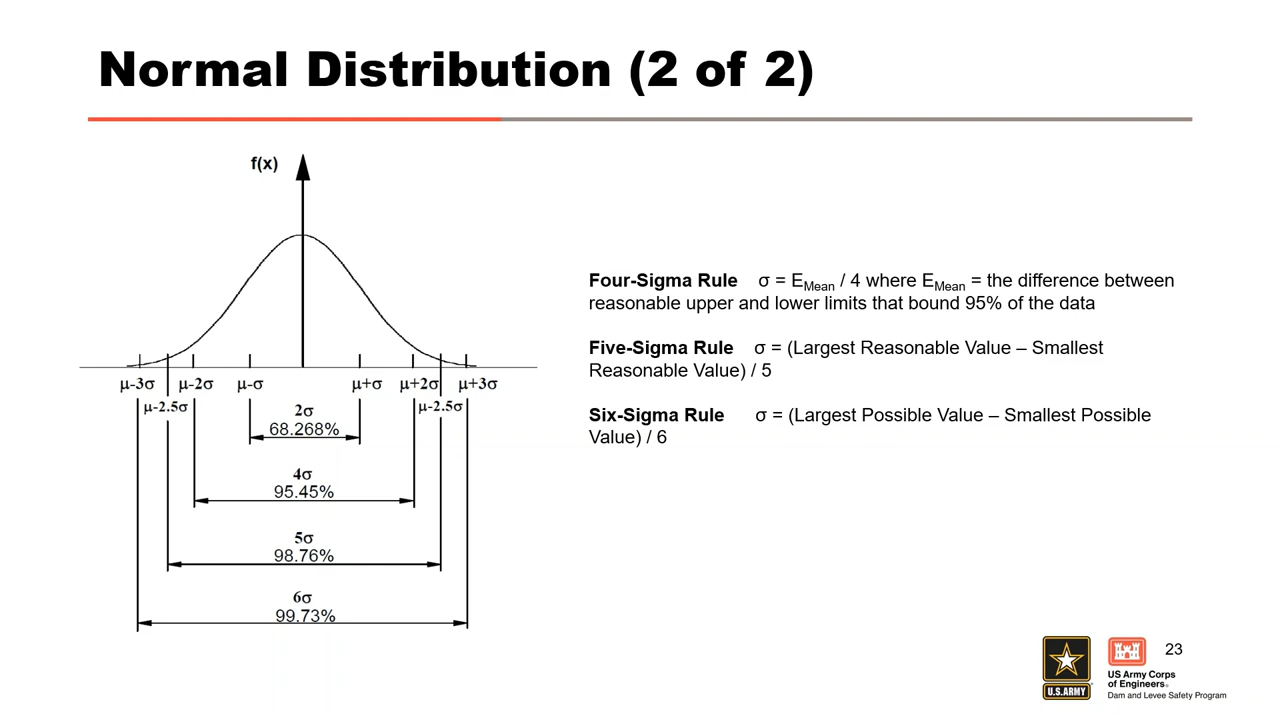 Normal Distribution (2 of 2)
f(x)
μ-3σ μ-2σ μ-σ μ+σ μ+2σ μ+3σ
μ-2.5σ μ-2.5σ
2σ
68.268%
4σ
95.45%
5σ
98.76%
6σ
99.73%
Four-Sigma Rule σ = EMean / 4 where EMean = the difference between
reasonable upper and lower limits that bound 95% of the data
Five-Sigma Rule σ = (Largest Reasonable Value – Smallest
Reasonable Value) / 5
Six-Sigma Rule σ = (Largest Possible Value – Smallest Possible
Value) / 6
23
U.S.ARMY
US Army Corps
of Engineers®
Dam and Levee Safety Program